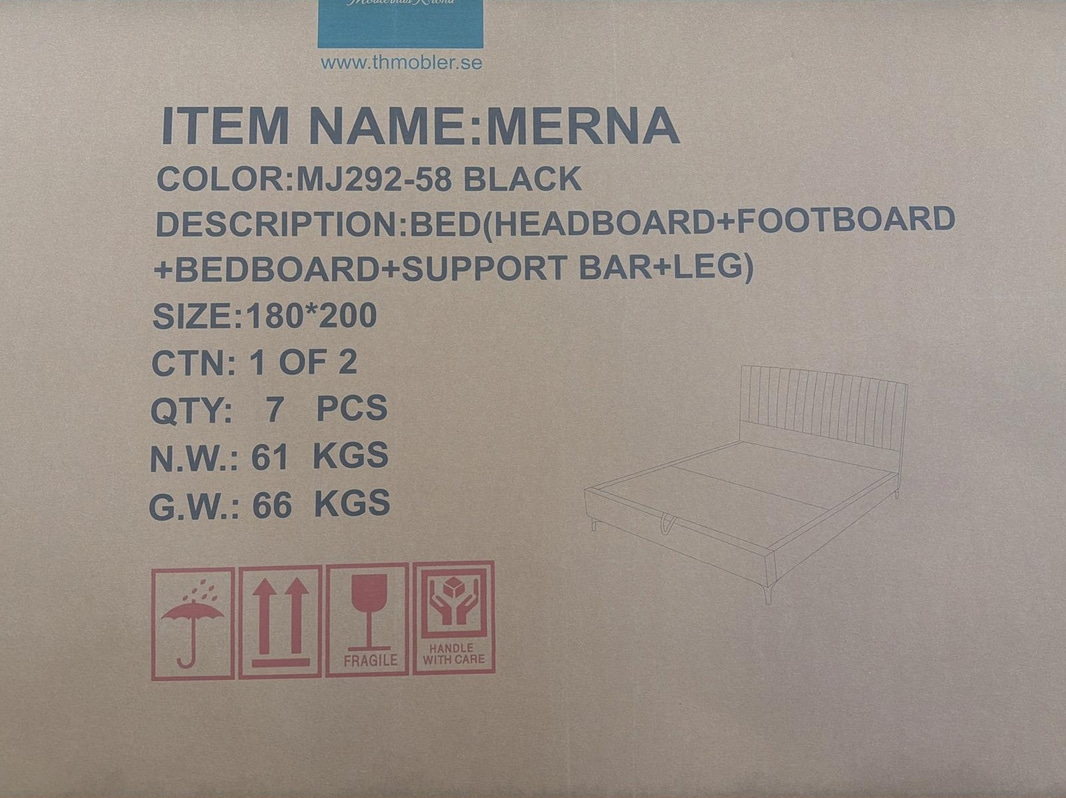 www.thmobler.se
ITEM NAME:MERNA
COLOR:MJ292-58 BLACK
DESCRIPTION:BED(HEADBOARD+FOOTBOARD
+BEDBOARD+SUPPORT BAR+LEG)
SIZE:180*200
CTN: 1 OF 2
QTY: 7 PCS
N.W.: 61 KGS
G.W.: 66 KGS
FRAGILE
HANDLE
WITH CARE